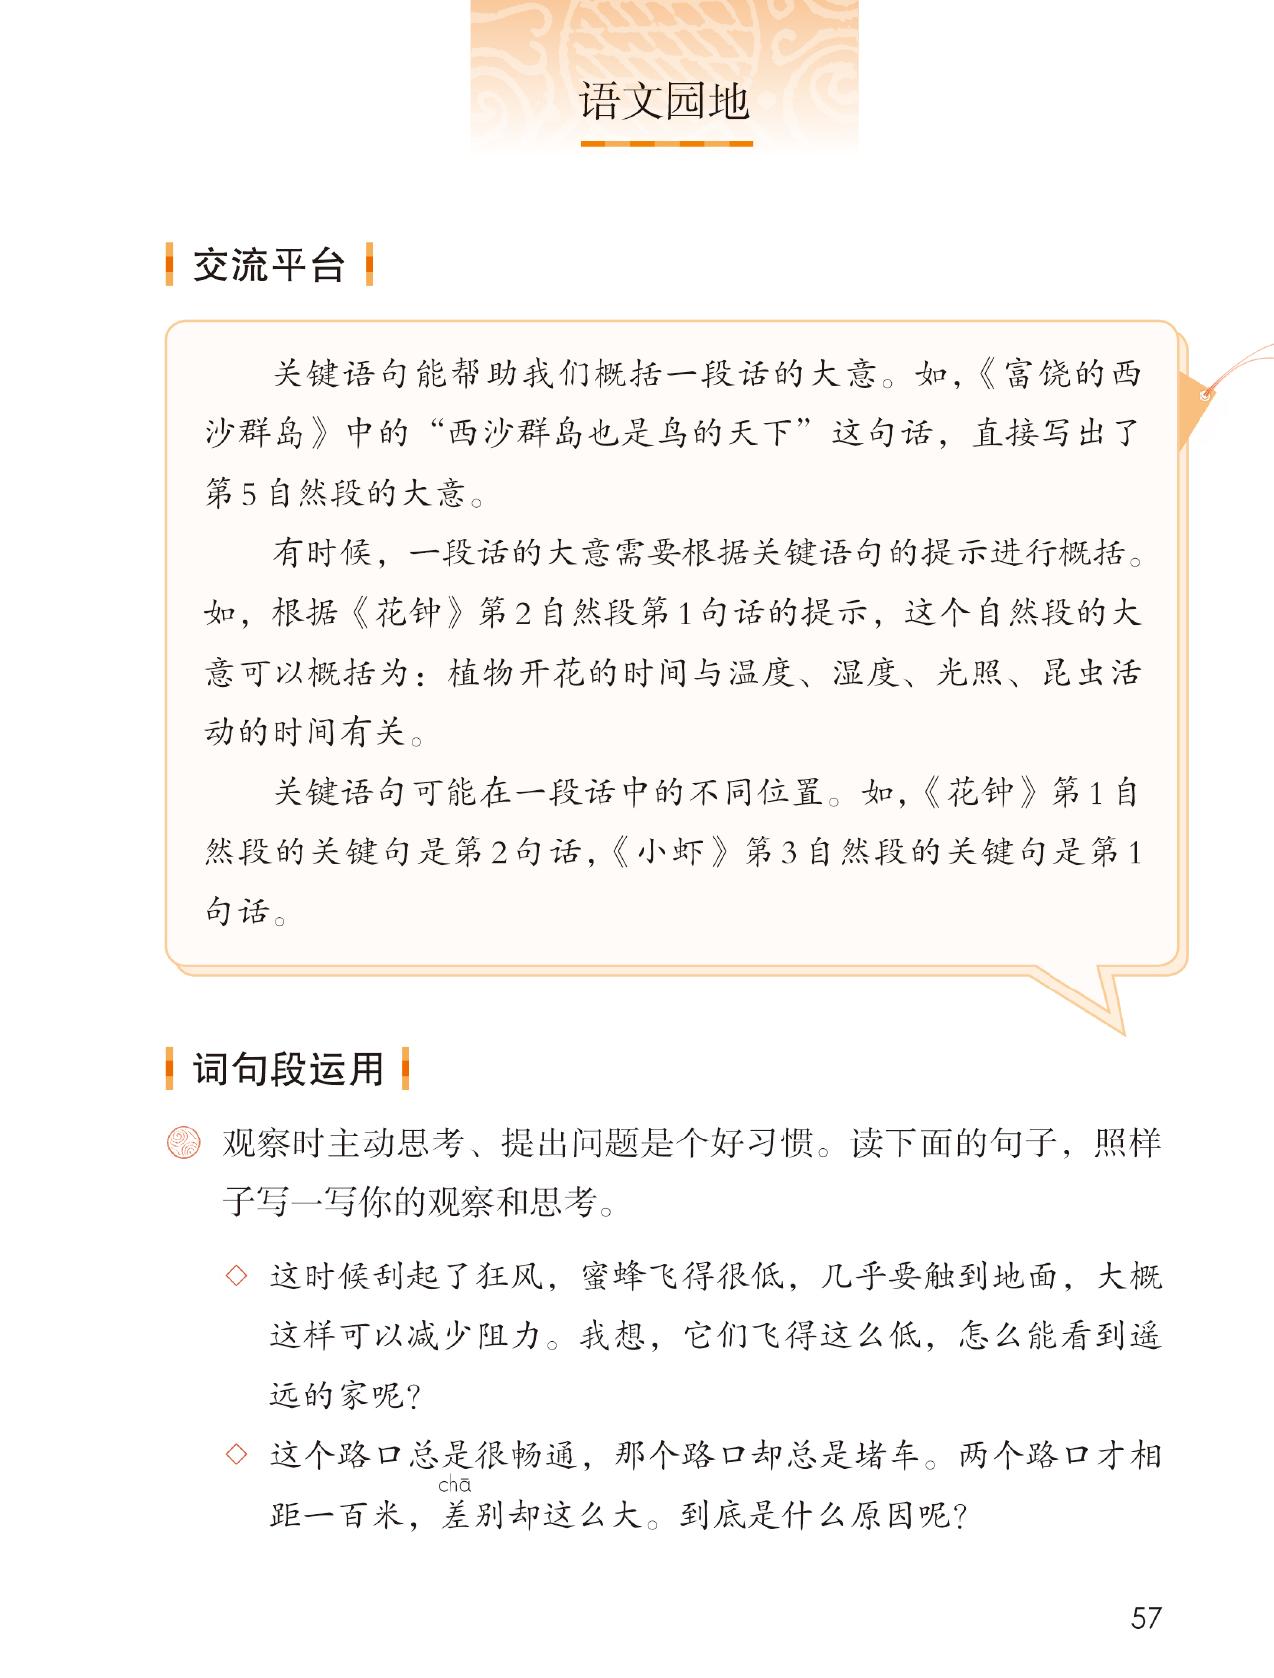 语文园地
交流平台
关键语句能帮助我们概括一段话的大意。如，《富饶的西
沙群岛》中的“西沙群岛也是鸟的天下”这句话，直接写出了
第5自然段的大意。
有时候，一段话的大意需要根据关键语句的提示进行概括。
如，根据《花钟》第2自然段第1句话的提示，这个自然段的大
意可以概括为：植物开花的时间与温度、湿度、光照、昆虫活
动的时间有关。
关键语句可能在一段话中的不同位置。如，《花钟》第1自
然段的关键句是第2句话，《小虾》第3自然段的关键句是第1
句话。
词句段运用
观察时主动思考、提出问题是个好习惯。读下面的句子，照样
子写一写你的观察和思考。
◇ 这时候刮起了狂风，蜜蜂飞得很低，几乎要触到地面，大概
这样可以减少阻力。我想，它们飞得这么低，怎么能看到遥
远的家呢？
◇ 这个路口总是很畅通，那个路口却总是堵车。两个路口才相
chā
距一百米，差别却这么大。到底是什么原因呢？
57